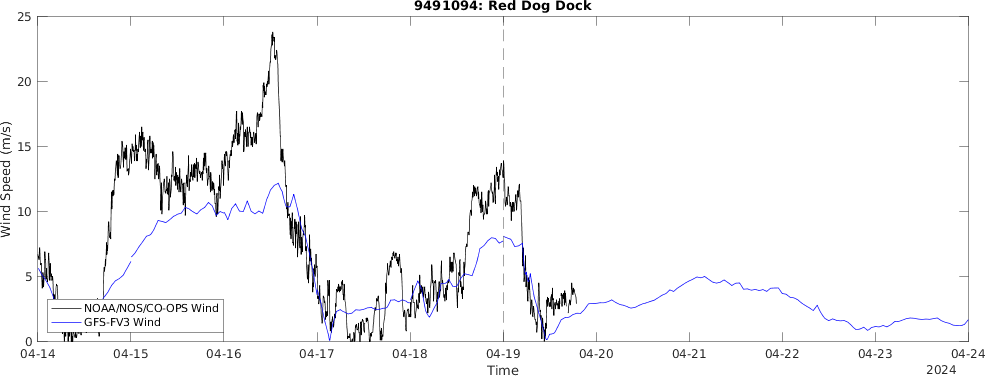 9491094: Red Dog Dock
25
20
15
10
5
0
Wind Speed (m/s)
NOAA/NOS/CO-OPS Wind
GFS-FV3 Wind
04-14 04-15 04-16 04-17 04-18 04-19 04-20 04-21 04-22 04-23 04-24
Time
2024